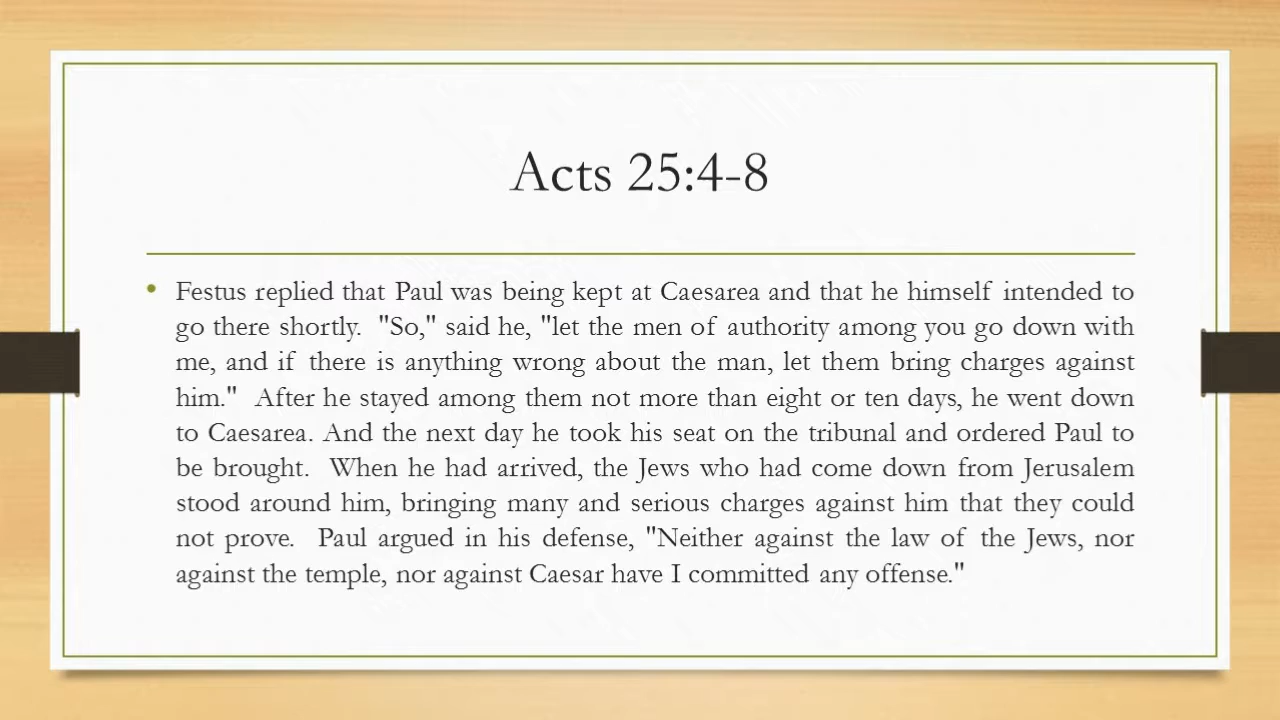 Acts 25:4-8
• Festus replied that Paul was being kept at Caesarea and that he himself intended to
go there shortly.  "So," said he, "let the men of authority among you go down with
me, and if there is anything wrong about the man, let them bring charges against
him."  After he stayed among them not more than eight or ten days, he went down
to Caesarea. And the next day he took his seat on the tribunal and ordered Paul to
be brought.  When he had arrived, the Jews who had come down from Jerusalem
stood around him, bringing many and serious charges against him that they could
not prove.  Paul argued in his defense, "Neither against the law of the Jews, nor
against the temple, nor against Caesar have I committed any offense."